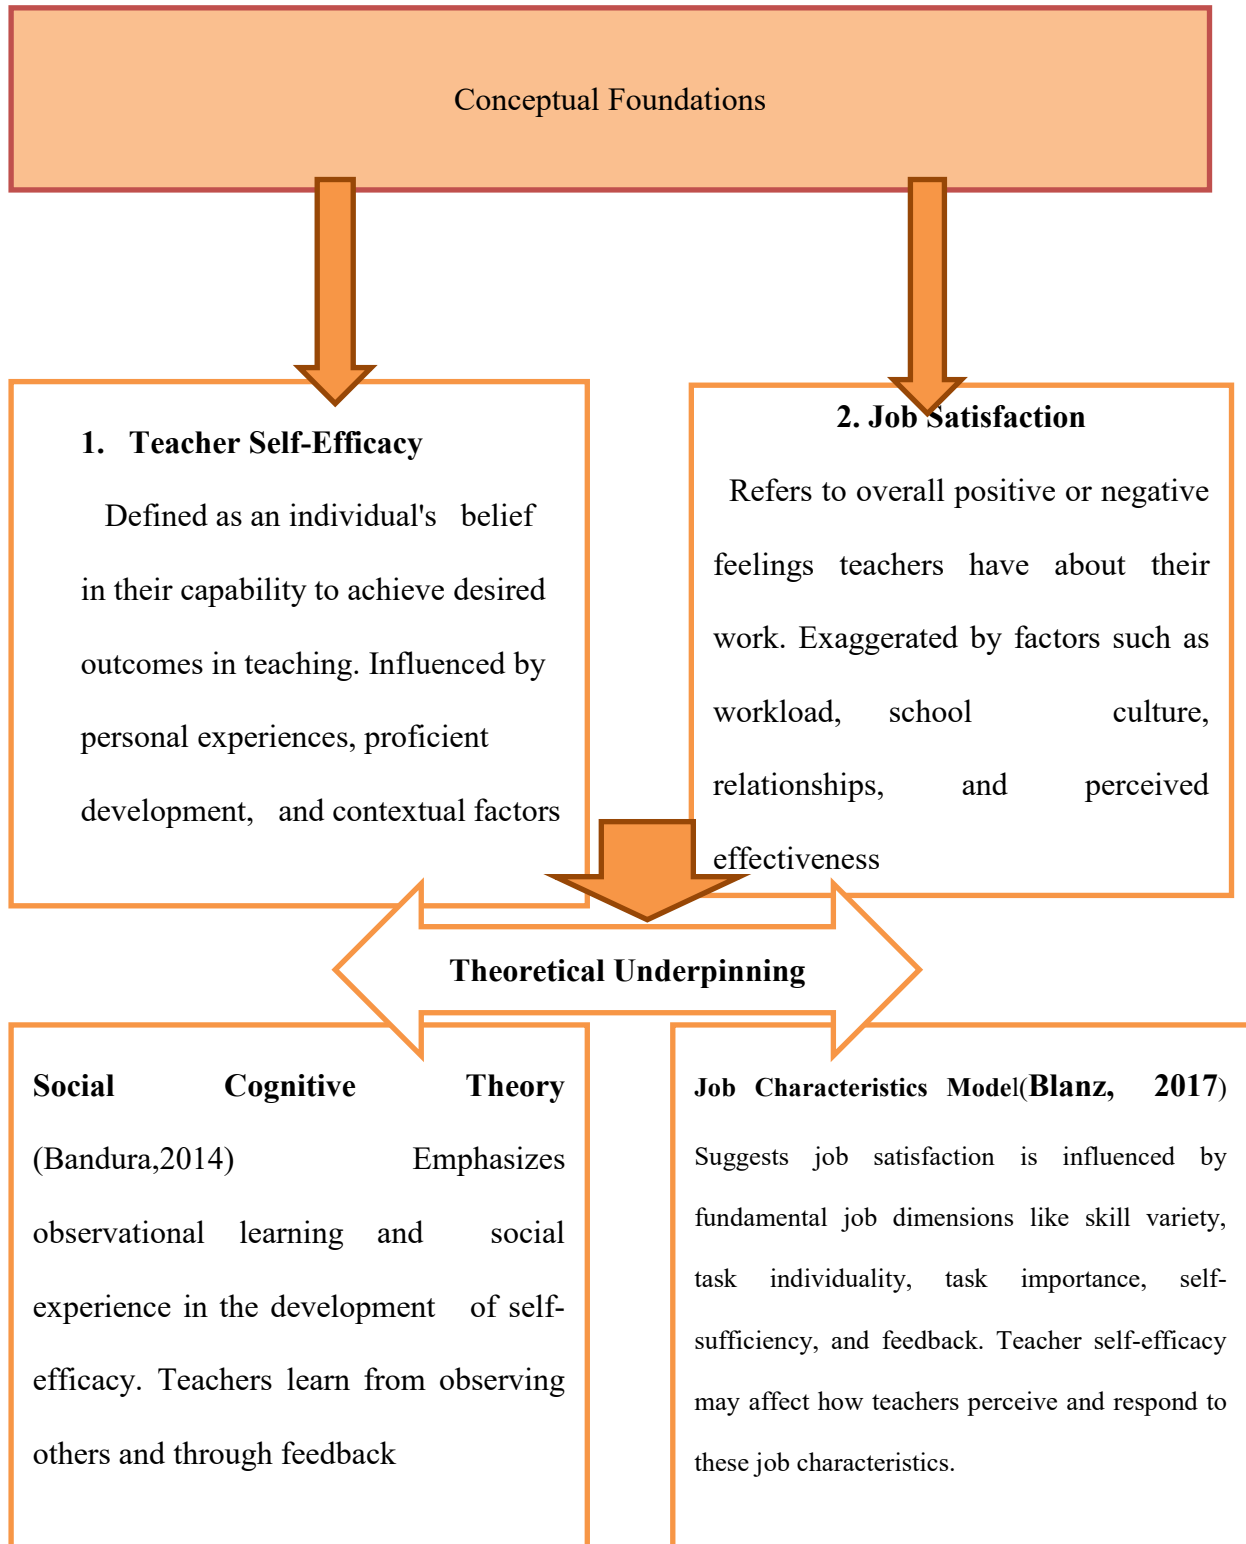 Conceptual Foundations
1. Teacher Self-Efficacy
Defined as an individual's belief
in their capability to achieve desired
outcomes in teaching. Influenced by
personal experiences, proficient
development, and contextual factors
2. Job Satisfaction
Refers to overall positive or negative
feelings teachers have about their
work. Exaggerated by factors such as
workload, school culture,
relationships, and perceived
effectiveness
Theoretical Underpinning
Social Cognitive Theory
(Bandura,2014) Emphasizes
observational learning and social
experience in the development of self-
efficacy. Teachers learn from observing
others and through feedback
Job Characteristics Model(Blanz, 2017)
Suggests job satisfaction is influenced by
fundamental job dimensions like skill variety,
task individuality, task importance, self-
sufficiency, and feedback. Teacher self-efficacy
may affect how teachers perceive and respond to
these job characteristics.